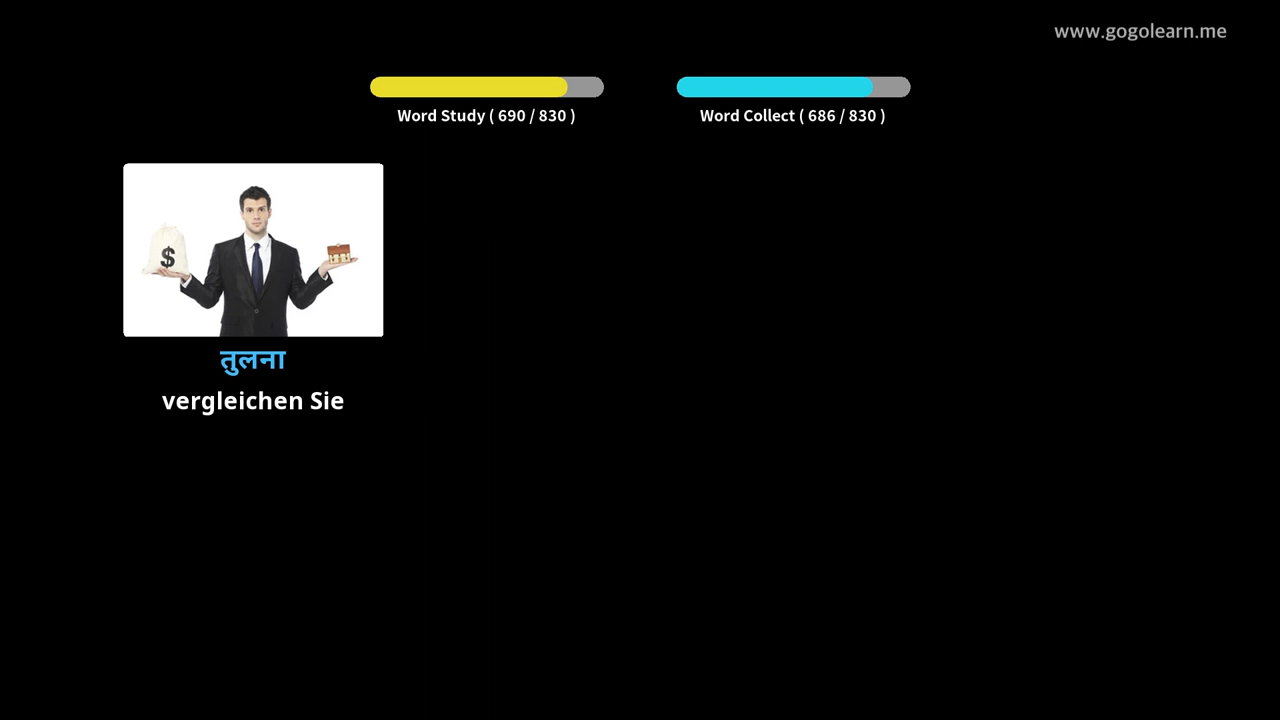 www.gogolearn.me
Word Study ( 690 / 830 )
Word Collect ( 686 / 830 )
$
तुलना
vergleichen Sie